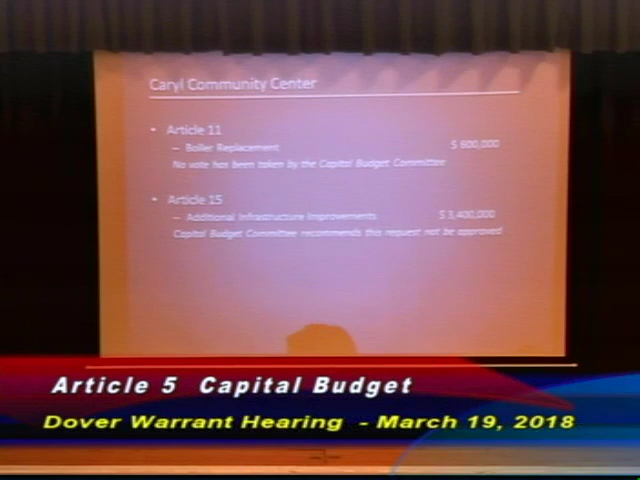 Caryl Community Center
• Article 11
– Boiler Replacement $ 600,000
No vote has been taken by the Capital Budget Committee
• Article 15
– Additional Infrastructure Improvements $ 3,400,000
Capital Budget Committee recommends this request not be approved
Article 5 Capital Budget
Dover Warrant Hearing - March 19, 2018